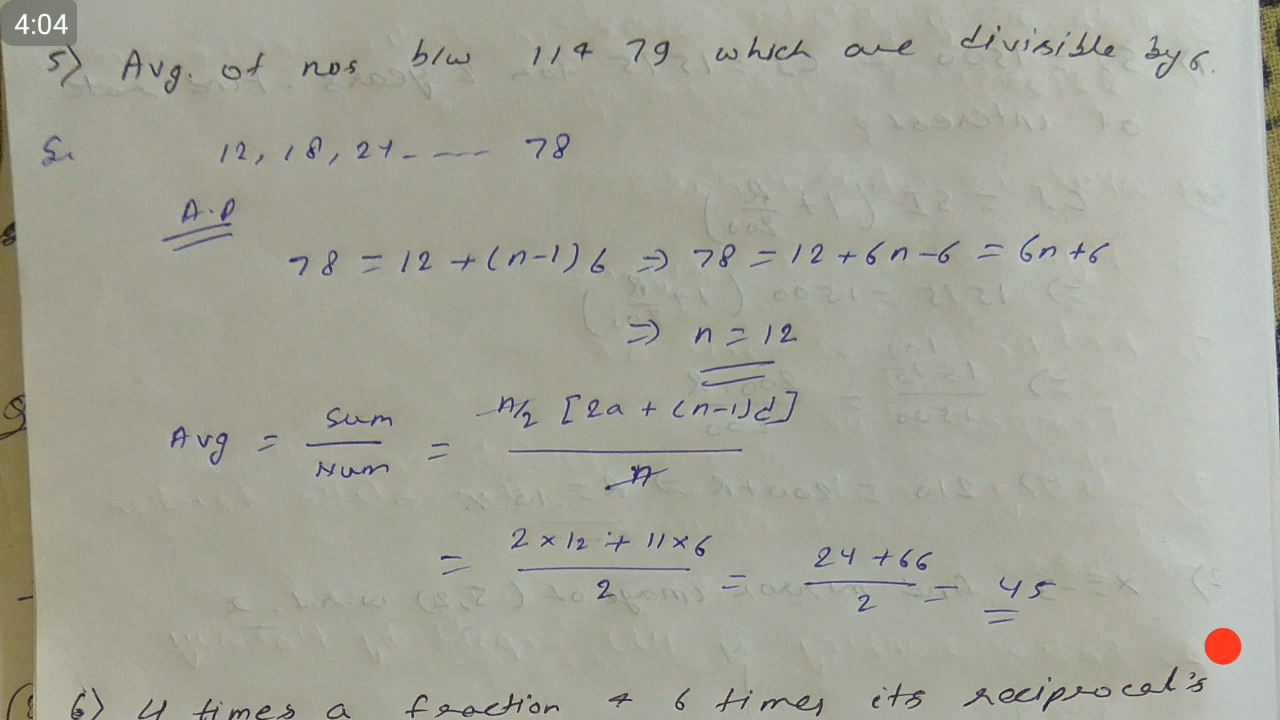 4:04
5) Avg. of nos b/w 11 & 79 which are divisible by 6.
S. 12, 18, 24 - - - - 78
A.P
78 = 12 + (n-1) 6 ⇒ 78 = 12 + 6n - 6 = 6n + 6
⇒ n = 12
Avg = Sum / Num = n/2 [2a + (n-1)d] / n
= 2 × 12 + 11 × 6 / 2 = 24 + 66 / 2 = 45
6) 4 times a fraction & 6 times its reciprocal's